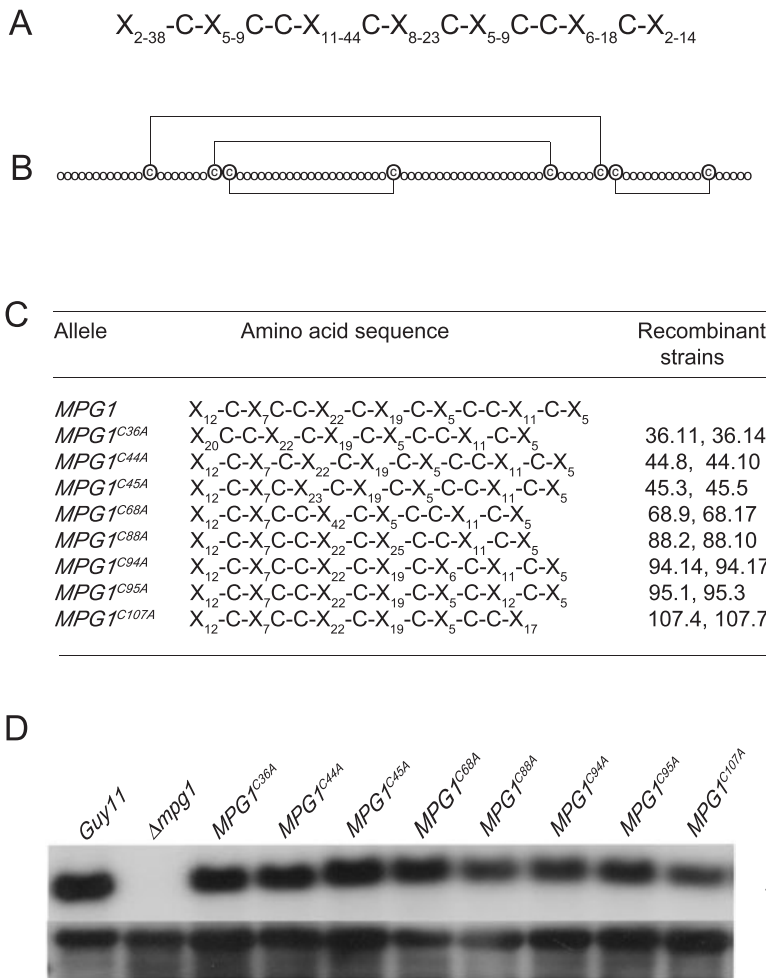 A X2-38-C-X5-9C-C-X11-44C-X8-23C-X5-9C-C-X6-18C-X2-14
B ooooooooooooocooooooococcooooooooooooooooooooooocooooooooooooooooooooococooooocccooooooooooocooooo
C
Allele Amino acid sequence Recombinant
strains
MPG1 X12-C-X7C-C-X22-C-X19-C-X5-C-C-X11-C-X5
MPG1C36A X20C-C-X22-C-X19-C-X5-C-C-X11-C-X5 36.11, 36.14
MPG1C44A X12-C-X7-C-X22-C-X19-C-X5-C-C-X11-C-X5 44.8, 44.10
MPG1C45A X12-C-X7C-X23-C-X19-C-X5-C-C-X11-C-X5 45.3, 45.5
MPG1C68A X12-C-X7C-C-X42-C-X5-C-C-X11-C-X5 68.9, 68.17
MPG1C88A X12-C-X7C-C-X22-C-X25-C-C-X11-C-X5 88.2, 88.10
MPG1C94A X12-C-X7C-C-X22-C-X19-C-X6-C-X11-C-X5 94.14, 94.17
MPG1C95A X12-C-X7C-C-X22-C-X19-C-X5-C-X12-C-X5 95.1, 95.3
MPG1C107A X12-C-X7C-C-X22-C-X19-C-X5-C-C-X17 107.4, 107.7
D
Guy11 Δmpg1 MPG1C36A MPG1C44A MPG1C45A MPG1C68A MPG1C88A MPG1C94A MPG1C95A MPG1C107A